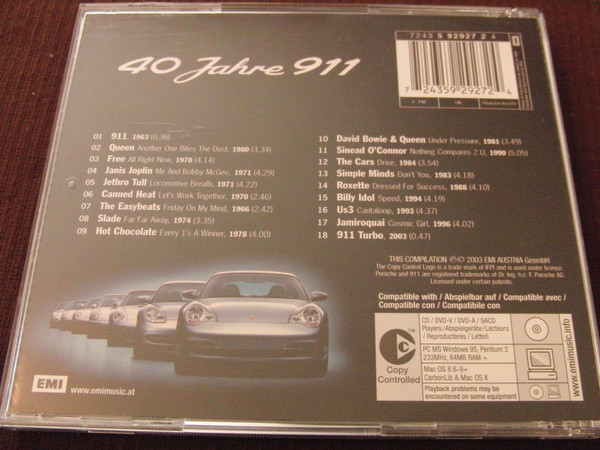 40 Jahre 911
7243 5 92927 2 4
7 24359 29272 4
01 911 1963 (0.36)
02 Queen Another One Bites The Dust, 1980 (3.34)
03 Free All Right Now, 1970 (4.14)
04 Janis Joplin Me And Bobby McGee, 1971 (4.29)
05 Jethro Tull Locomotive Breath, 1971 (4.22)
06 Canned Heat Let's Work Together, 1970 (2.46)
07 The Easybeats Friday On My Mind, 1966 (2.42)
08 Slade Far Far Away, 1974 (3.35)
09 Hot Chocolate Every 1's A Winner, 1978 (4.00)
10 David Bowie & Queen Under Pressure, 1981 (3.49)
11 Sinead O'Connor Nothing Compares 2 U, 1990 (5.05)
12 The Cars Drive, 1984 (3.54)
13 Simple Minds Don't You, 1983 (4.18)
14 Roxette Dressed For Success, 1988 (4.10)
15 Billy Idol Speed, 1994 (4.19)
16 Us3 Cantaloop, 1993 (4.37)
17 Jamiroquai Cosmic Girl, 1996 (4.02)
18 911 Turbo, 2003 (0.47)
THIS COMPILATION ℗© 2003 EMI AUSTRIA GesmbH
The Copy Control Logo is a trade mark of IFPI and is used under licence.
Porsche and 911 are registered trademarks of Dr. Ing. h.c. F. Porsche AG.
Licensed under certain patents.
Compatible with / Abspielbar auf / Compatible avec /
Compatible con / Compatibile con
CD / DVD-V / DVD-A / SACD
Players/Abspielgeräte/Lecteurs
/ Reproductores / Lettori
PC MS Windows 95, Pentium 2
233MHz, 64MB RAM +
Mac OS 8.6-9+
CarbonLib & Mac OS X
Playback problems may be
encountered on some equipment
Copy
Controlled
www.emimusic.info
EMI
www.emimusic.at